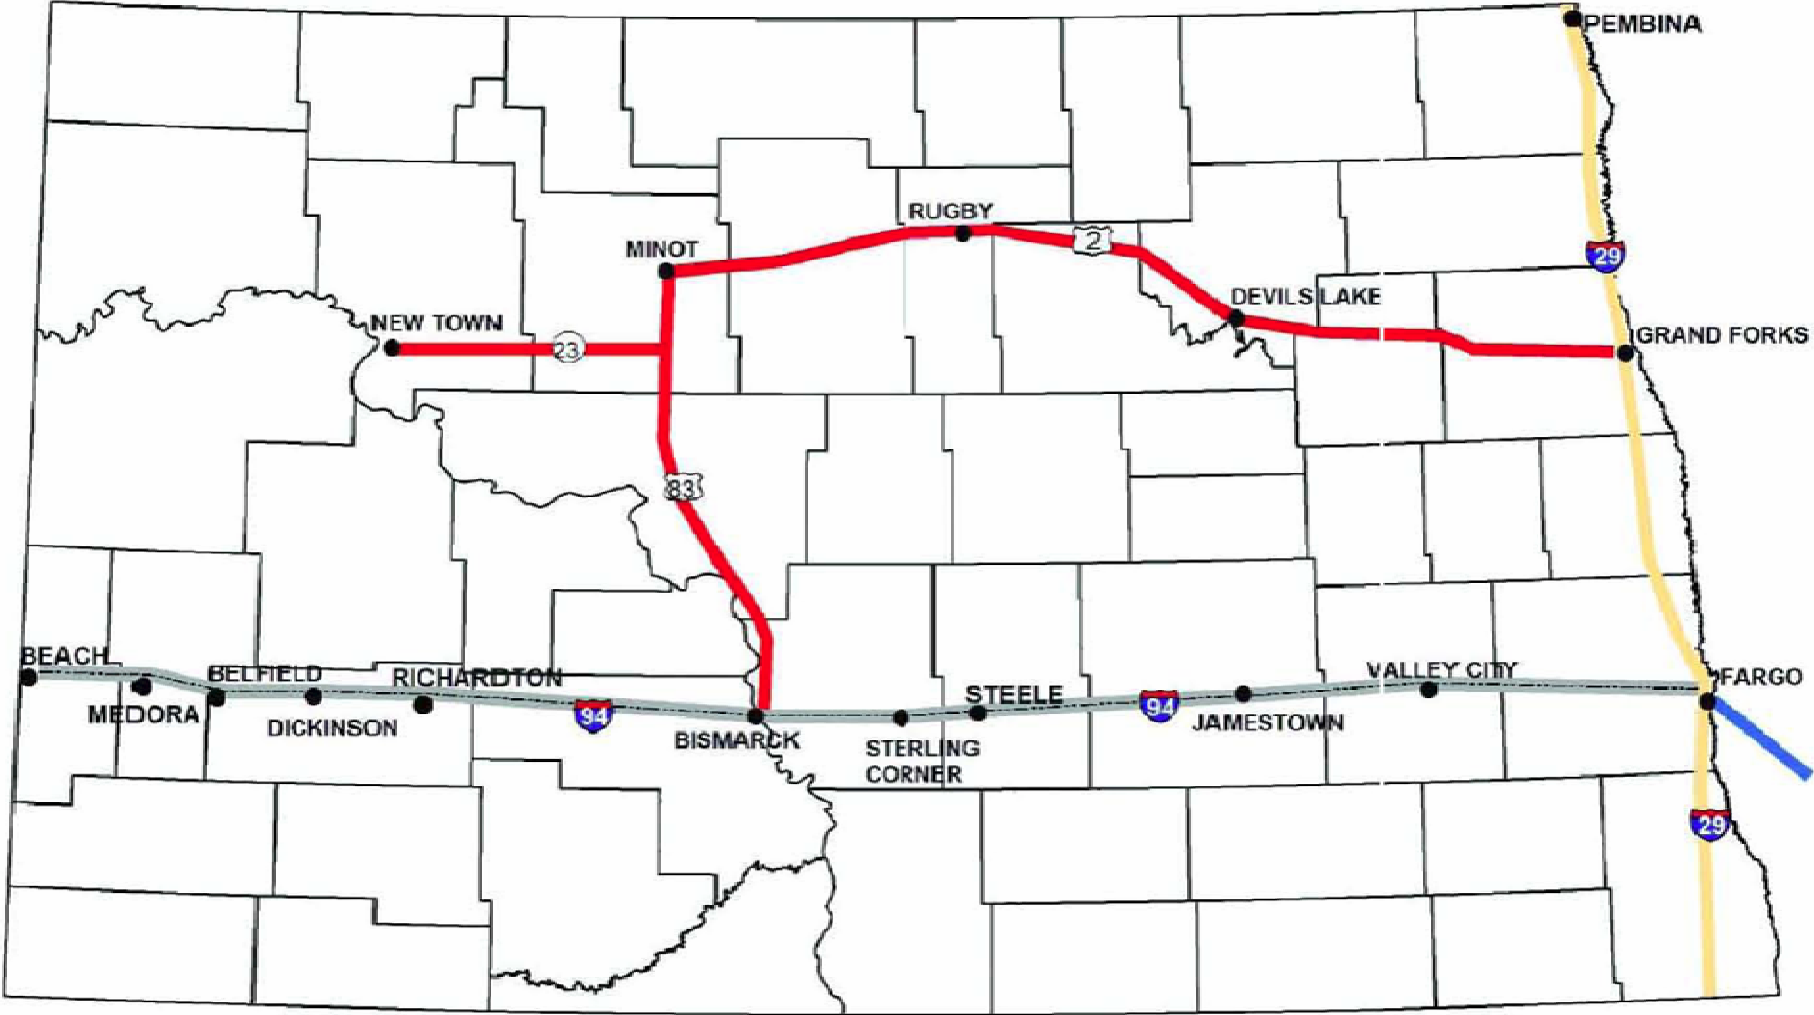 PEMBINA
RUGBY
2
MINOT
29
DEVILS LAKE
NEW TOWN
23
GRAND FORKS
83
BEACH
BELFIELD
RICHARDTON
VALLEY CITY
FARGO
MEDORA
DICKINSON
94
STEELE
94
JAMESTOWN
BISMARCK
STERLING
CORNER
29